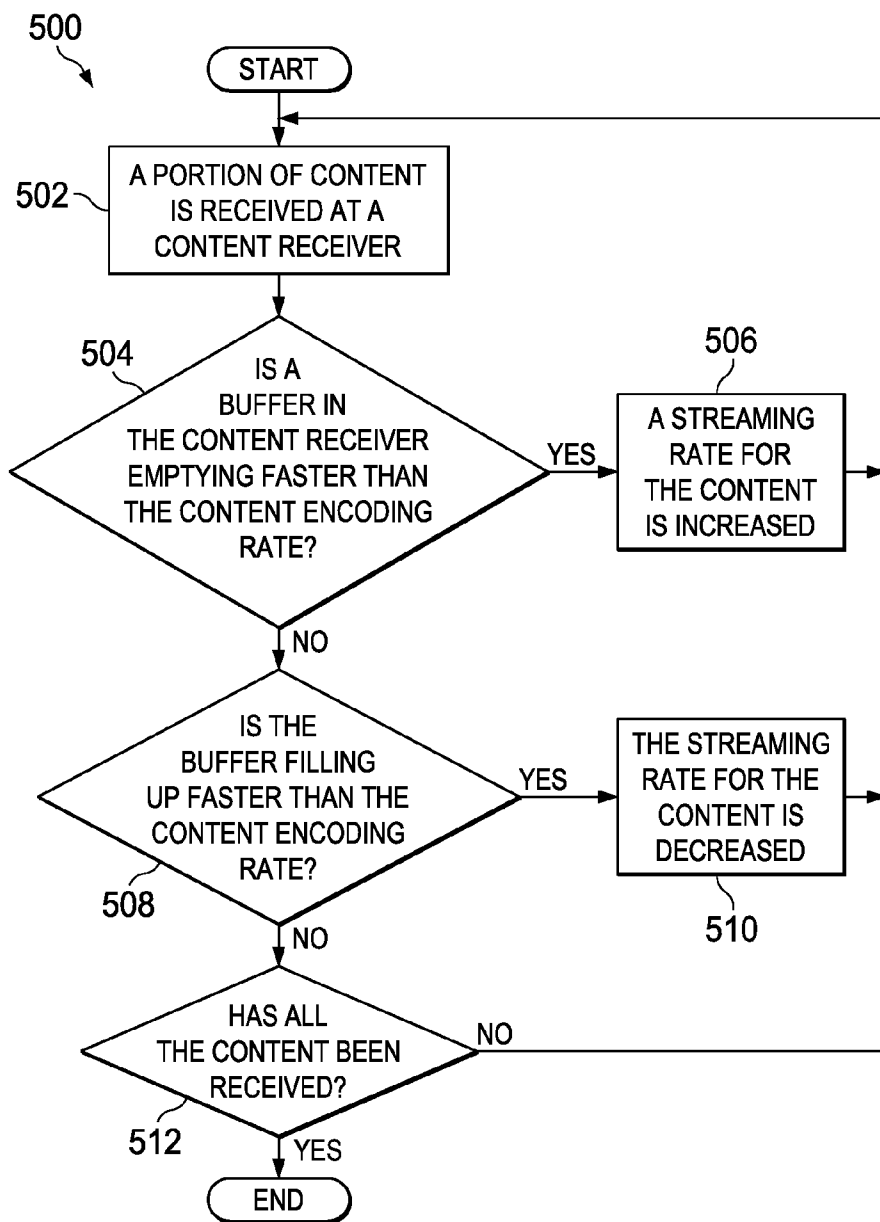 500
START
502
A PORTION OF CONTENT
IS RECEIVED AT A
CONTENT RECEIVER
504
IS A
BUFFER IN
THE CONTENT RECEIVER
EMPTYING FASTER THAN
THE CONTENT ENCODING
RATE?
YES
506
A STREAMING
RATE FOR
THE CONTENT
IS INCREASED
NO
IS THE
BUFFER FILLING
UP FASTER THAN THE
CONTENT ENCODING
RATE?
508
YES
THE STREAMING
RATE FOR THE
CONTENT IS
DECREASED
510
NO
HAS ALL
THE CONTENT BEEN
RECEIVED?
512
NO
YES
END